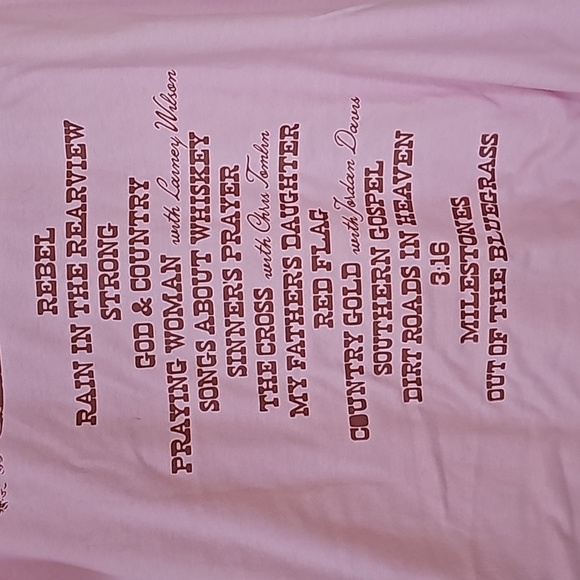 REBEL
RAIN IN THE REARVIEW
STRONG
GOD & COUNTRY
PRAYING WOMAN with Lainey Wilson
SONGS ABOUT WHISKEY
SINNERS PRAYER
THE CROSS with Chris Tomlin
MY FATHER'S DAUGHTER
RED FLAG
COUNTRY GOLD with Jordan Davis
SOUTHERN GOSPEL
DIRT ROADS IN HEAVEN
3:16
MILESTONES
OUT OF THE BLUEGRASS